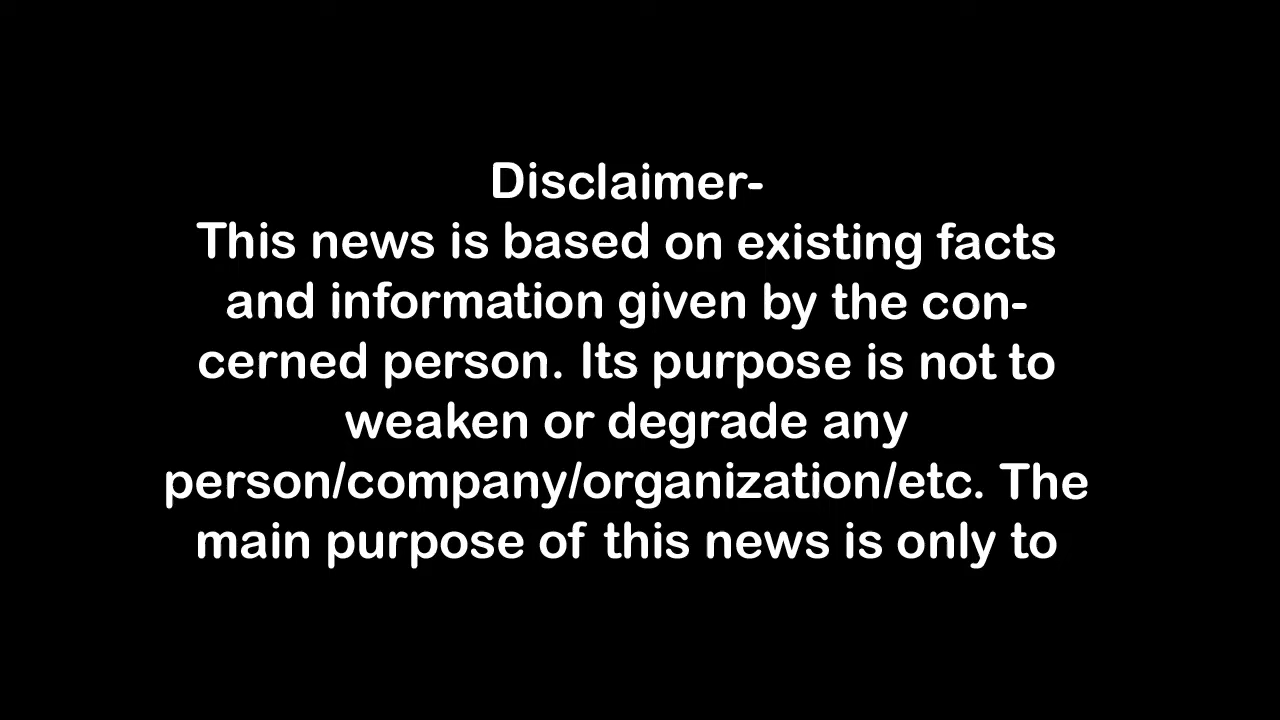 Disclaimer-
This news is based on existing facts
and information given by the con-
cerned person. Its purpose is not to
weaken or degrade any
person/company/organization/etc. The
main purpose of this news is only to